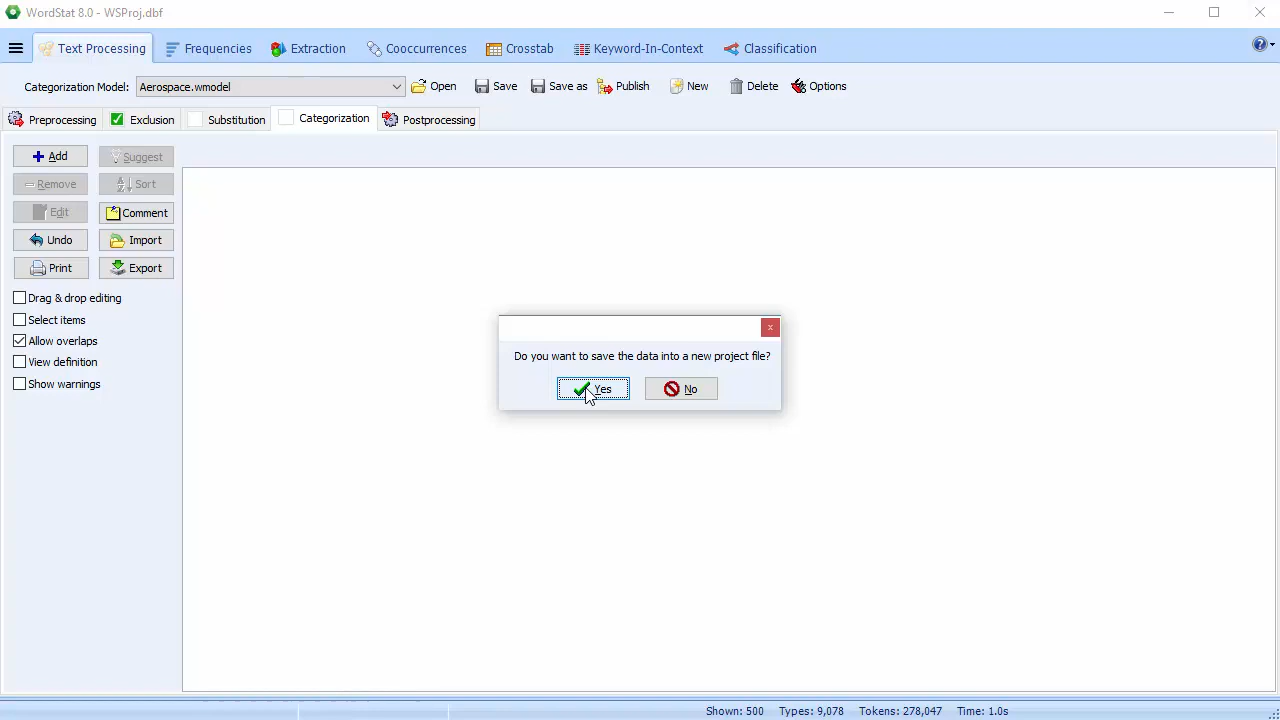 WordStat 8.0 - WSProj.dbf
Text Processing Frequencies Extraction Cooccurrences Crosstab Keyword-In-Context Classification
Categorization Model: Aerospace.wmodel Open Save Save as Publish New Delete Options
Preprocessing Exclusion Substitution Categorization Postprocessing
Add Suggest
Remove Sort
Edit Comment
Undo Import
Print Export
Drag & drop editing
Select items
Allow overlaps
View definition
Show warnings
Do you want to save the data into a new project file?
Yes No
Shown: 500 Types: 9,078 Tokens: 278,047 Time: 1.0s